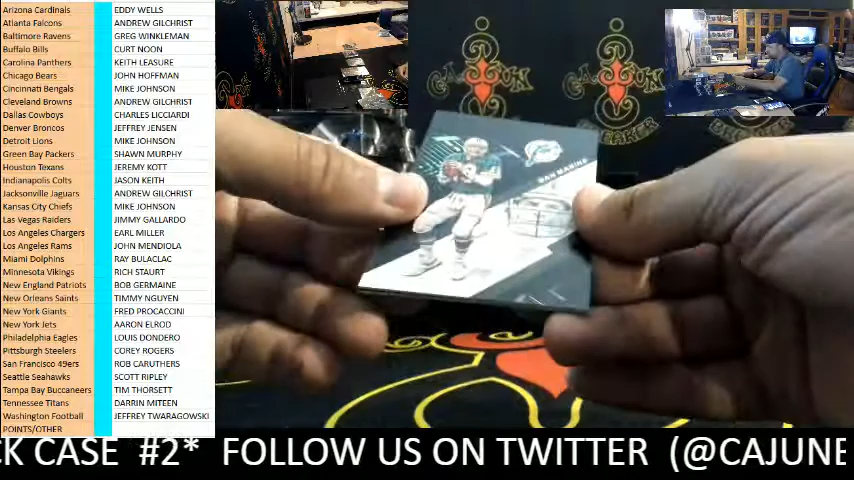 Arizona Cardinals EDDY WELLS
Atlanta Falcons ANDREW GILCHRIST
Baltimore Ravens GREG WINKLEMAN
Buffalo Bills CURT NOON
Carolina Panthers KEITH LEASURE
Chicago Bears JOHN HOFFMAN
Cincinnati Bengals MIKE JOHNSON
Cleveland Browns ANDREW GILCHRIST
Dallas Cowboys CHARLES LICCIARDI
Denver Broncos JEFFREY JENSEN
Detroit Lions MIKE JOHNSON
Green Bay Packers SHAWN MURPHY
Houston Texans JEREMY KOTT
Indianapolis Colts JASON KEITH
Jacksonville Jaguars ANDREW GILCHRIST
Kansas City Chiefs MIKE JOHNSON
Las Vegas Raiders JIMMY GALLARDO
Los Angeles Chargers EARL MILLER
Los Angeles Rams JOHN MENDIOLA
Miami Dolphins RAY BULACLAC
Minnesota Vikings RICH STAURT
New England Patriots BOB GERMAINE
New Orleans Saints TIMMY NGUYEN
New York Giants FRED PROCACCINI
New York Jets AARON ELROD
Philadelphia Eagles LOUIS DONDERO
Pittsburgh Steelers COREY ROGERS
San Francisco 49ers ROB CARUTHERS
Seattle Seahawks SCOTT RIPLEY
Tampa Bay Buccaneers TIM THORSETT
Tennessee Titans DARRIN MITEEN
Washington Football JEFFREY TWARAGOWSKI
POINTS/OTHER
DAN MARINO
CK CASE #2* FOLLOW US ON TWITTER (@CAJUNE